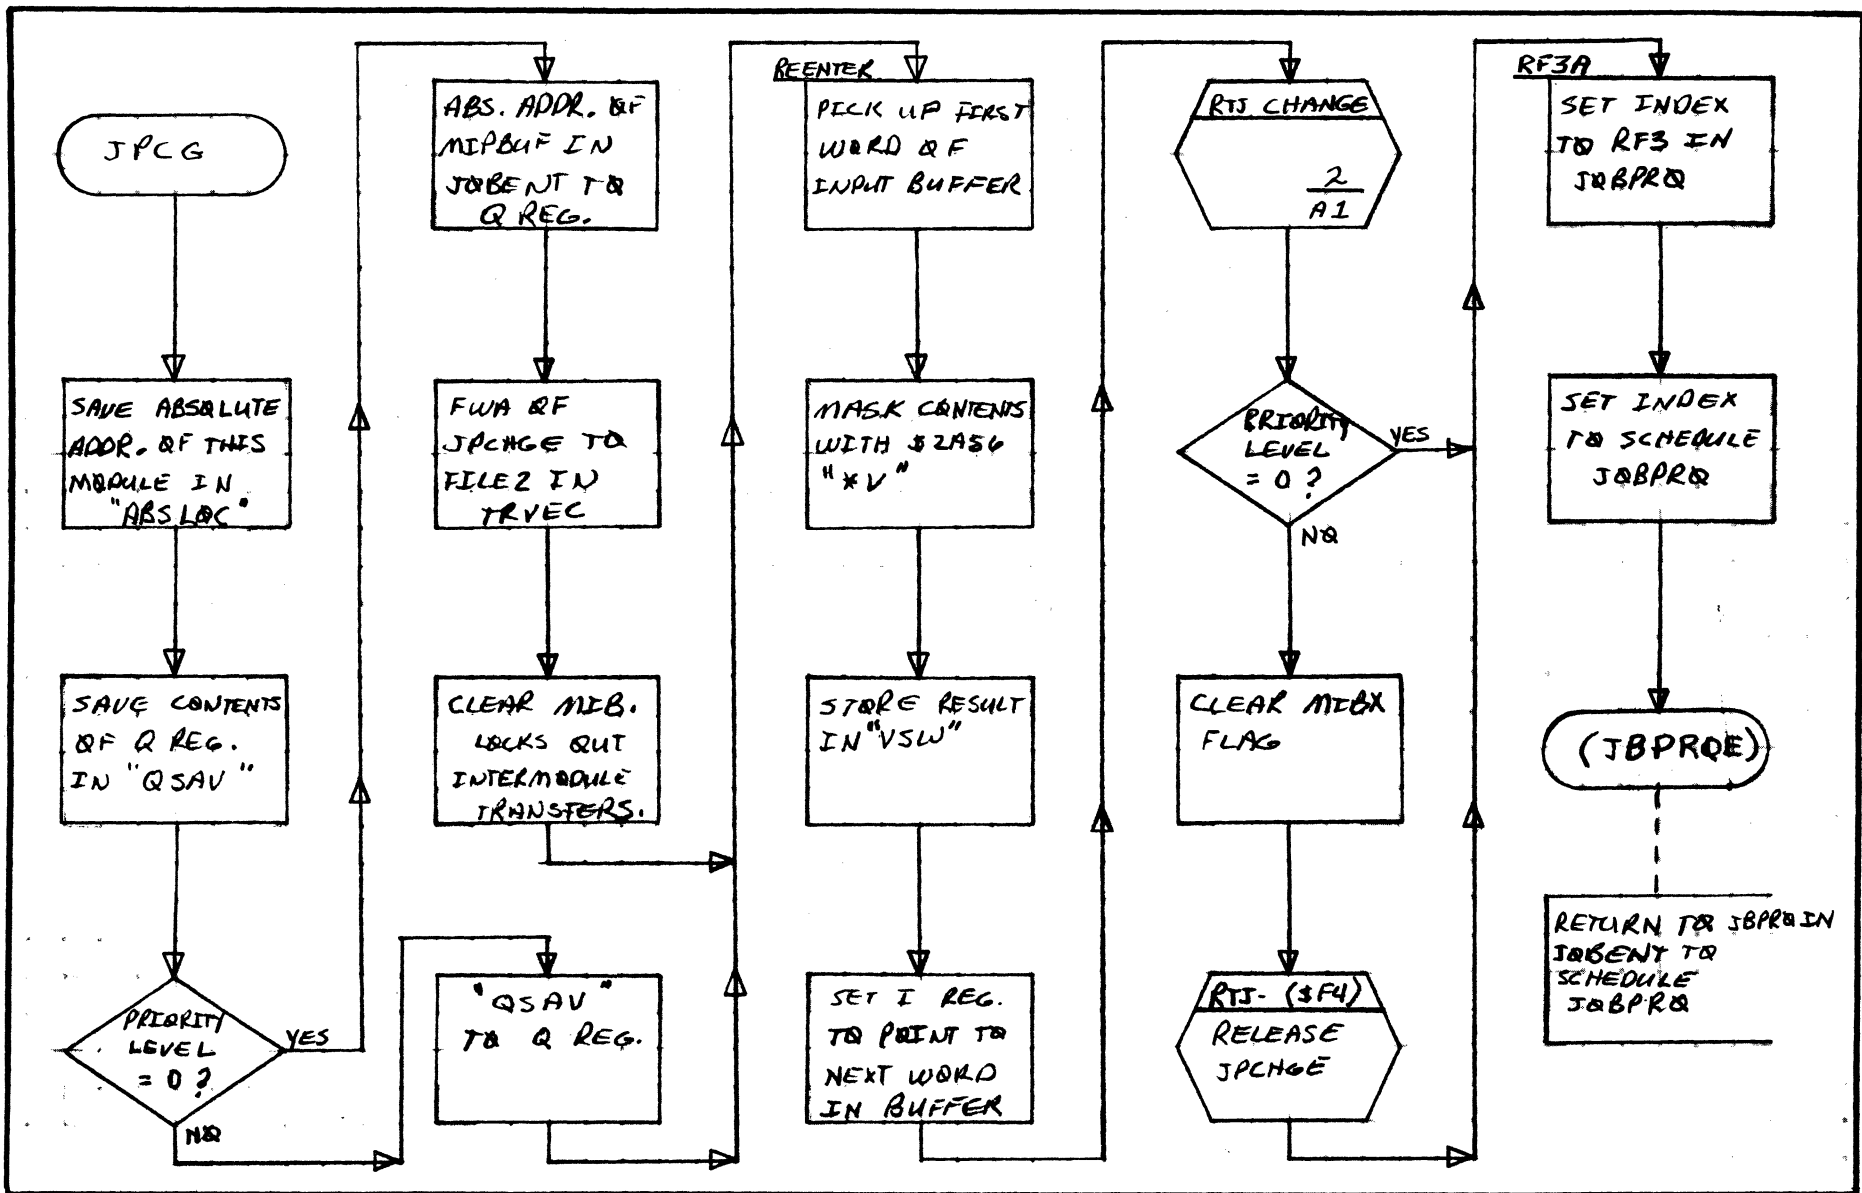 JPCG
SAVE ABSOLUTE
ADDR. OF THIS
MODULE IN
"ABSLOC"
SAVE CONTENTS
OF Q REG.
IN "QSAV"
PRIORITY
LEVEL
= 0 ?
YES
NO
ABS. ADDR. OF
MIPBUF IN
JOBENT TO
Q REG.
FWA OF
JPCHGE TO
FILE2 IN
TRVEC
CLEAR MIB.
LOCKS OUT
INTERMODULE
TRANSFERS.
"QSAV"
TO Q REG.
REENTER
PICK UP FIRST
WORD OF
INPUT BUFFER
MASK CONTENTS
WITH $2A56
"*V"
STORE RESULT
IN "VSW"
SET I REG.
TO POINT TO
NEXT WORD
IN BUFFER
RTJ CHANGE
2
A1
PRIORITY
LEVEL
= 0 ?
YES
NO
CLEAR MIBX
FLAG
RTJ- ($F4)
RELEASE
JPCHGE
RF3A
SET INDEX
TO RF3 IN
JOBPRO
SET INDEX
TO SCHEDULE
JOBPRO
(JBPROE)
RETURN TO JBPRO IN
JOBENT TO
SCHEDULE
JOBPRO